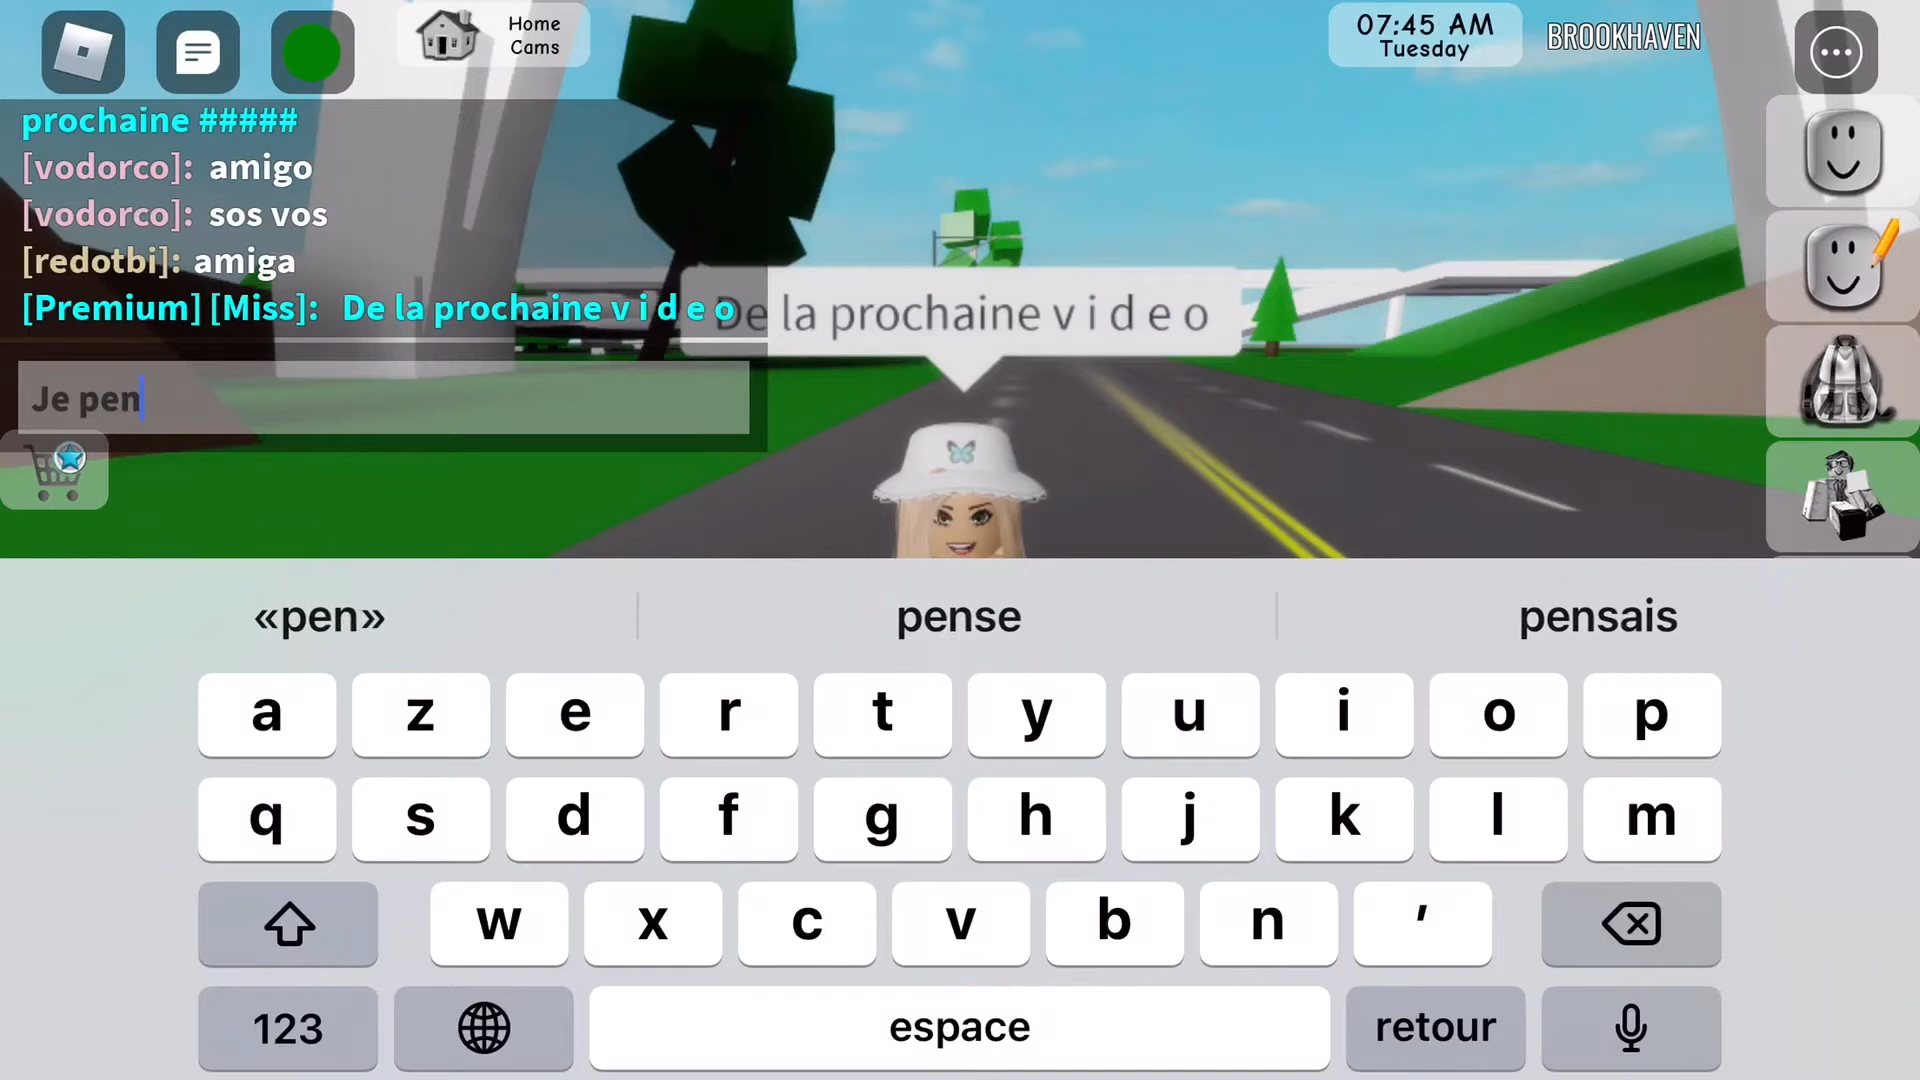 Home
Cams
07:45 AM
Tuesday
BROOKHAVEN
prochaine #####
[vodorco]: amigo
[vodorco]: sos vos
[redotbi]: amiga
[Premium] [Miss]: De la prochaine v i d e o
De la prochaine v i d e o
Je pen
«pen» pense pensais
a z e r t y u i o p
q s d f g h j k l m
w x c v b n '
123 espace retour